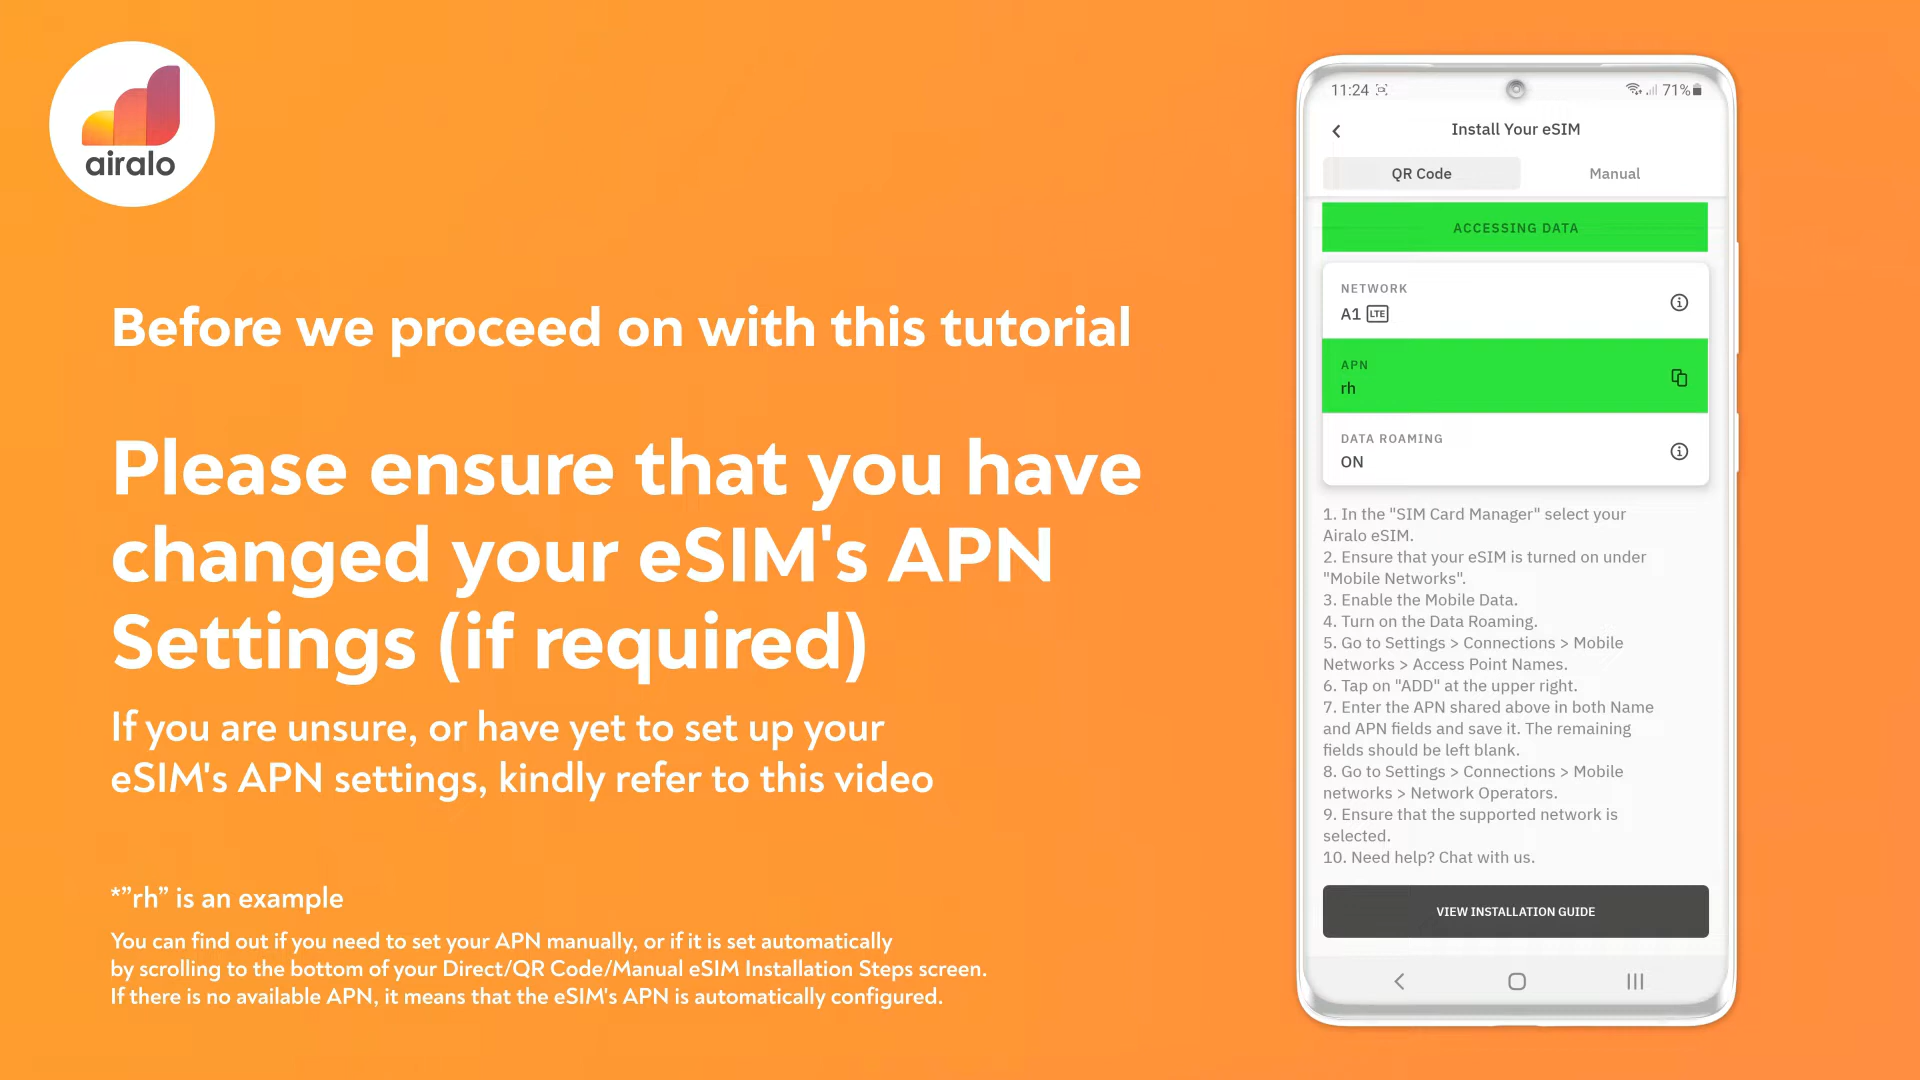 airalo
Before we proceed on with this tutorial
Please ensure that you have
changed your eSIM's APN
Settings (if required)
If you are unsure, or have yet to set up your
eSIM's APN settings, kindly refer to this video
*”rh” is an example
You can find out if you need to set your APN manually, or if it is set automatically
by scrolling to the bottom of your Direct/QR Code/Manual eSIM Installation Steps screen.
If there is no available APN, it means that the eSIM's APN is automatically configured.
11:24 71%
Install Your eSIM
QR Code Manual
ACCESSING DATA
NETWORK
A1 LTE
APN
rh
DATA ROAMING
ON
1. In the "SIM Card Manager" select your
Airalo eSIM.
2. Ensure that your eSIM is turned on under
"Mobile Networks".
3. Enable the Mobile Data.
4. Turn on the Data Roaming.
5. Go to Settings > Connections > Mobile
Networks > Access Point Names.
6. Tap on "ADD" at the upper right.
7. Enter the APN shared above in both Name
and APN fields and save it. The remaining
fields should be left blank.
8. Go to Settings > Connections > Mobile
networks > Network Operators.
9. Ensure that the supported network is
selected.
10. Need help? Chat with us.
VIEW INSTALLATION GUIDE